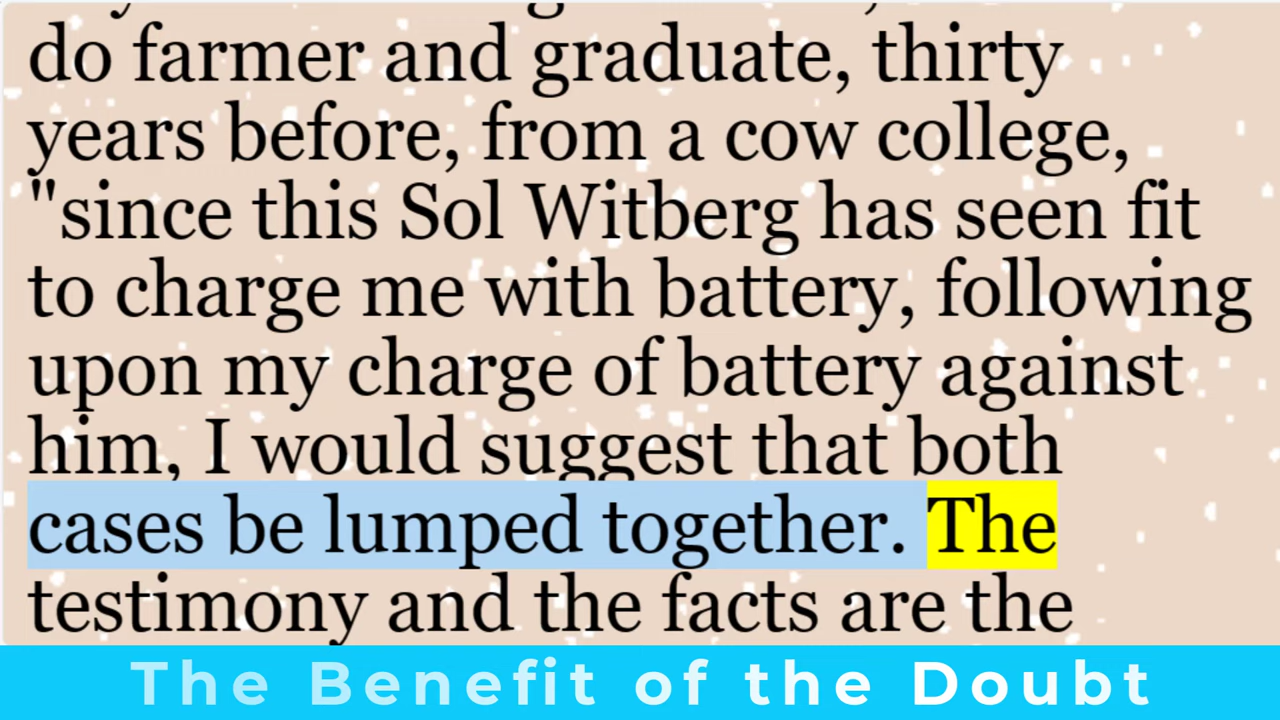 do farmer and graduate, thirty
years before, from a cow college,
"since this Sol Witberg has seen fit
to charge me with battery, following
upon my charge of battery against
him, I would suggest that both
cases be lumped together. The
testimony and the facts are the
The Benefit of the Doubt